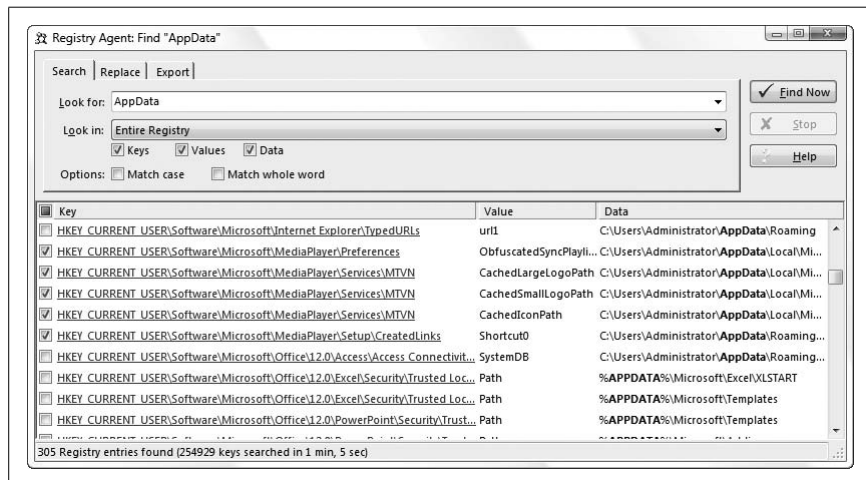 Registry Agent: Find "AppData"
Search Replace Export
Look for: AppData
Find Now
Look in: Entire Registry
Stop
Keys Values Data
Help
Options: Match case Match whole word
Key Value Data
HKEY_CURRENT_USER\Software\Microsoft\Internet Explorer\TypedURLs url1 C:\Users\Administrator\AppData\Roaming
HKEY_CURRENT_USER\Software\Microsoft\MediaPlayer\Preferences ObfuscatedSyncPlayli... C:\Users\Administrator\AppData\Local\Mi...
HKEY_CURRENT_USER\Software\Microsoft\MediaPlayer\Services\MTVN CachedLargeLogoPath C:\Users\Administrator\AppData\Local\Mi...
HKEY_CURRENT_USER\Software\Microsoft\MediaPlayer\Services\MTVN CachedSmallLogoPath C:\Users\Administrator\AppData\Local\Mi...
HKEY_CURRENT_USER\Software\Microsoft\MediaPlayer\Services\MTVN CachedIconPath C:\Users\Administrator\AppData\Local\Mi...
HKEY_CURRENT_USER\Software\Microsoft\MediaPlayer\Setup\CreatedLinks Shortcut0 C:\Users\Administrator\AppData\Roaming...
HKEY_CURRENT_USER\Software\Microsoft\Office\12.0\Access\Access Connectivit... SystemDB C:\Users\Administrator\AppData\Roaming...
HKEY_CURRENT_USER\Software\Microsoft\Office\12.0\Excel\Security\Trusted Loc... Path %APPDATA%\Microsoft\Excel\XLSTART
HKEY_CURRENT_USER\Software\Microsoft\Office\12.0\Excel\Security\Trusted Loc... Path %APPDATA%\Microsoft\Templates
HKEY_CURRENT_USER\Software\Microsoft\Office\12.0\PowerPoint\Security\Trust... Path %APPDATA%\Microsoft\Templates
305 Registry entries found (254929 keys searched in 1 min, 5 sec)